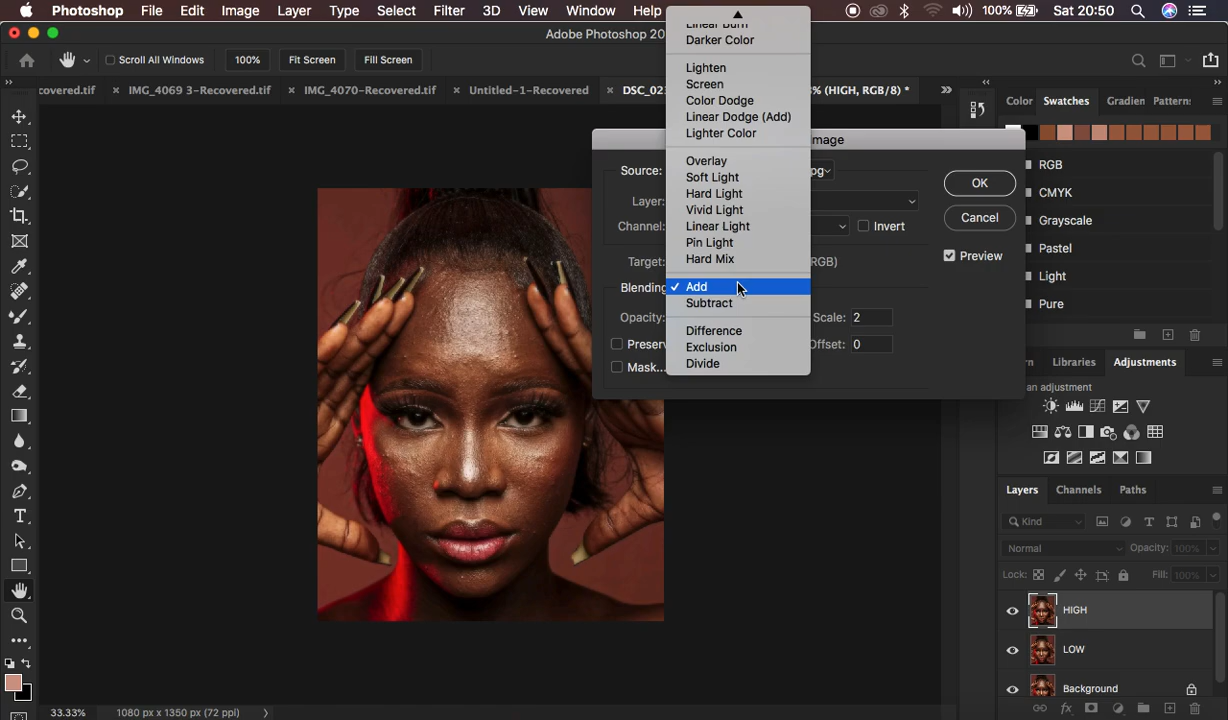 Photoshop File Edit Image Layer Type Select Filter 3D View Window Help 100% Sat 20:50
Adobe Photoshop 20
Scroll All Windows 100% Fit Screen Fill Screen
covered.tif × IMG_4069 3-Recovered.tif × IMG_4070-Recovered.tif × Untitled-1-Recovered × DSC_02 % (HIGH, RGB/8) *
Linear Burn
Darker Color
Lighten
Screen
Color Dodge
Linear Dodge (Add)
Lighter Color
Overlay
Soft Light
Hard Light
Vivid Light
Linear Light
Pin Light
Hard Mix
✓ Add
Subtract
Difference
Exclusion
Divide
mage
Source: pg
Layer:
Channel: Invert
Target: RGB)
Blending
Opacity: Scale: 2
Preserv Offset: 0
Mask...
OK
Cancel
Preview
Color Swatches Gradien Patterns
RGB
CMYK
Grayscale
Pastel
Light
Pure
rn Libraries Adjustments
an adjustment
Layers Channels Paths
Kind
Normal Opacity: 100%
Lock: Fill: 100%
HIGH
LOW
Background
33.33% 1080 px x 1350 px (72 ppi)